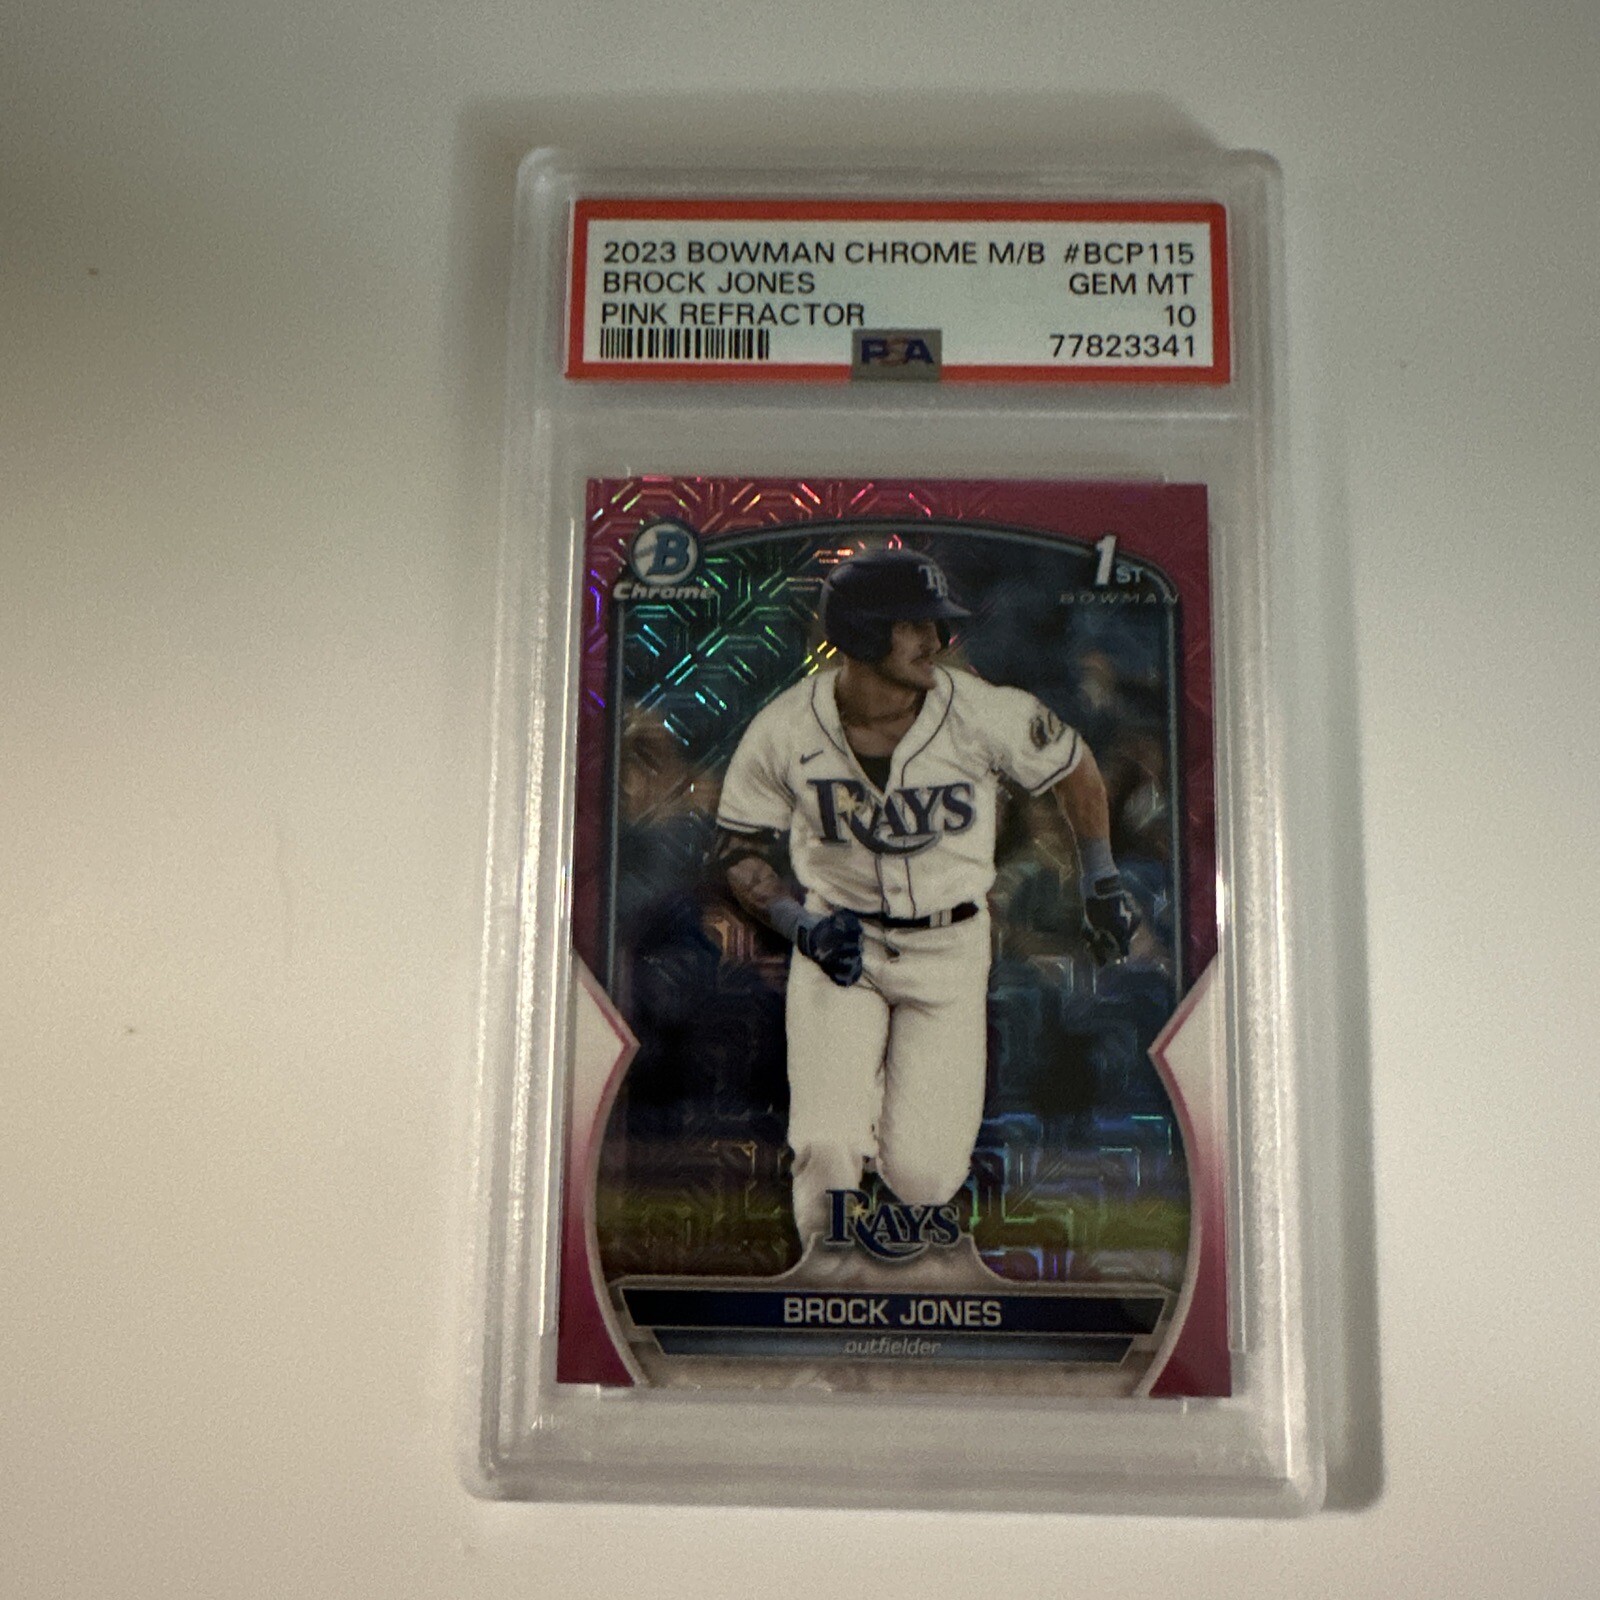 2023 BOWMAN CHROME M/B #BCP115
BROCK JONES GEM MT
PINK REFRACTOR 10
PSA 77823341
B
Chrome
1ST
BOWMAN
TB
RAYS
RAYS
BROCK JONES
outfielder